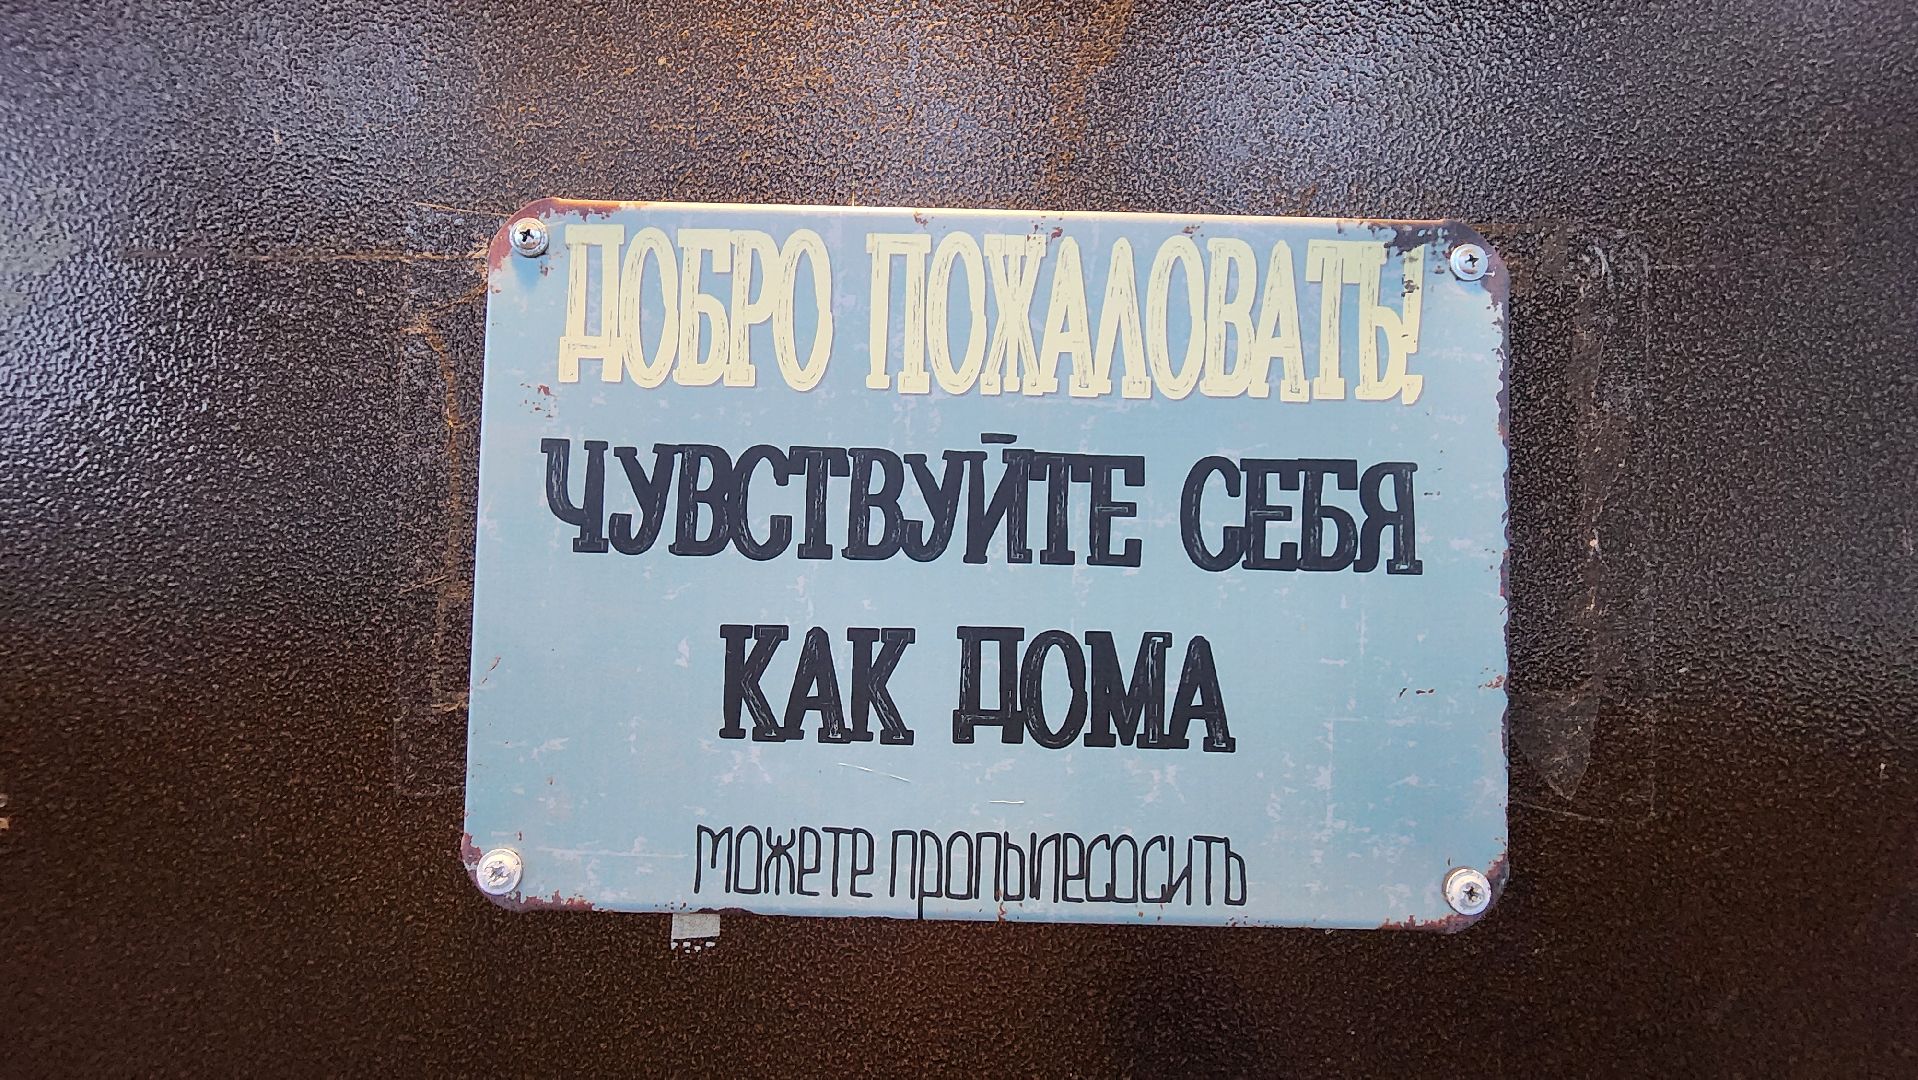 ДОБРО ПОЖАЛОВАТЬ!
ЧУВСТВУЙТЕ СЕБЯ
КАК ДОМА
можете пропылесосить